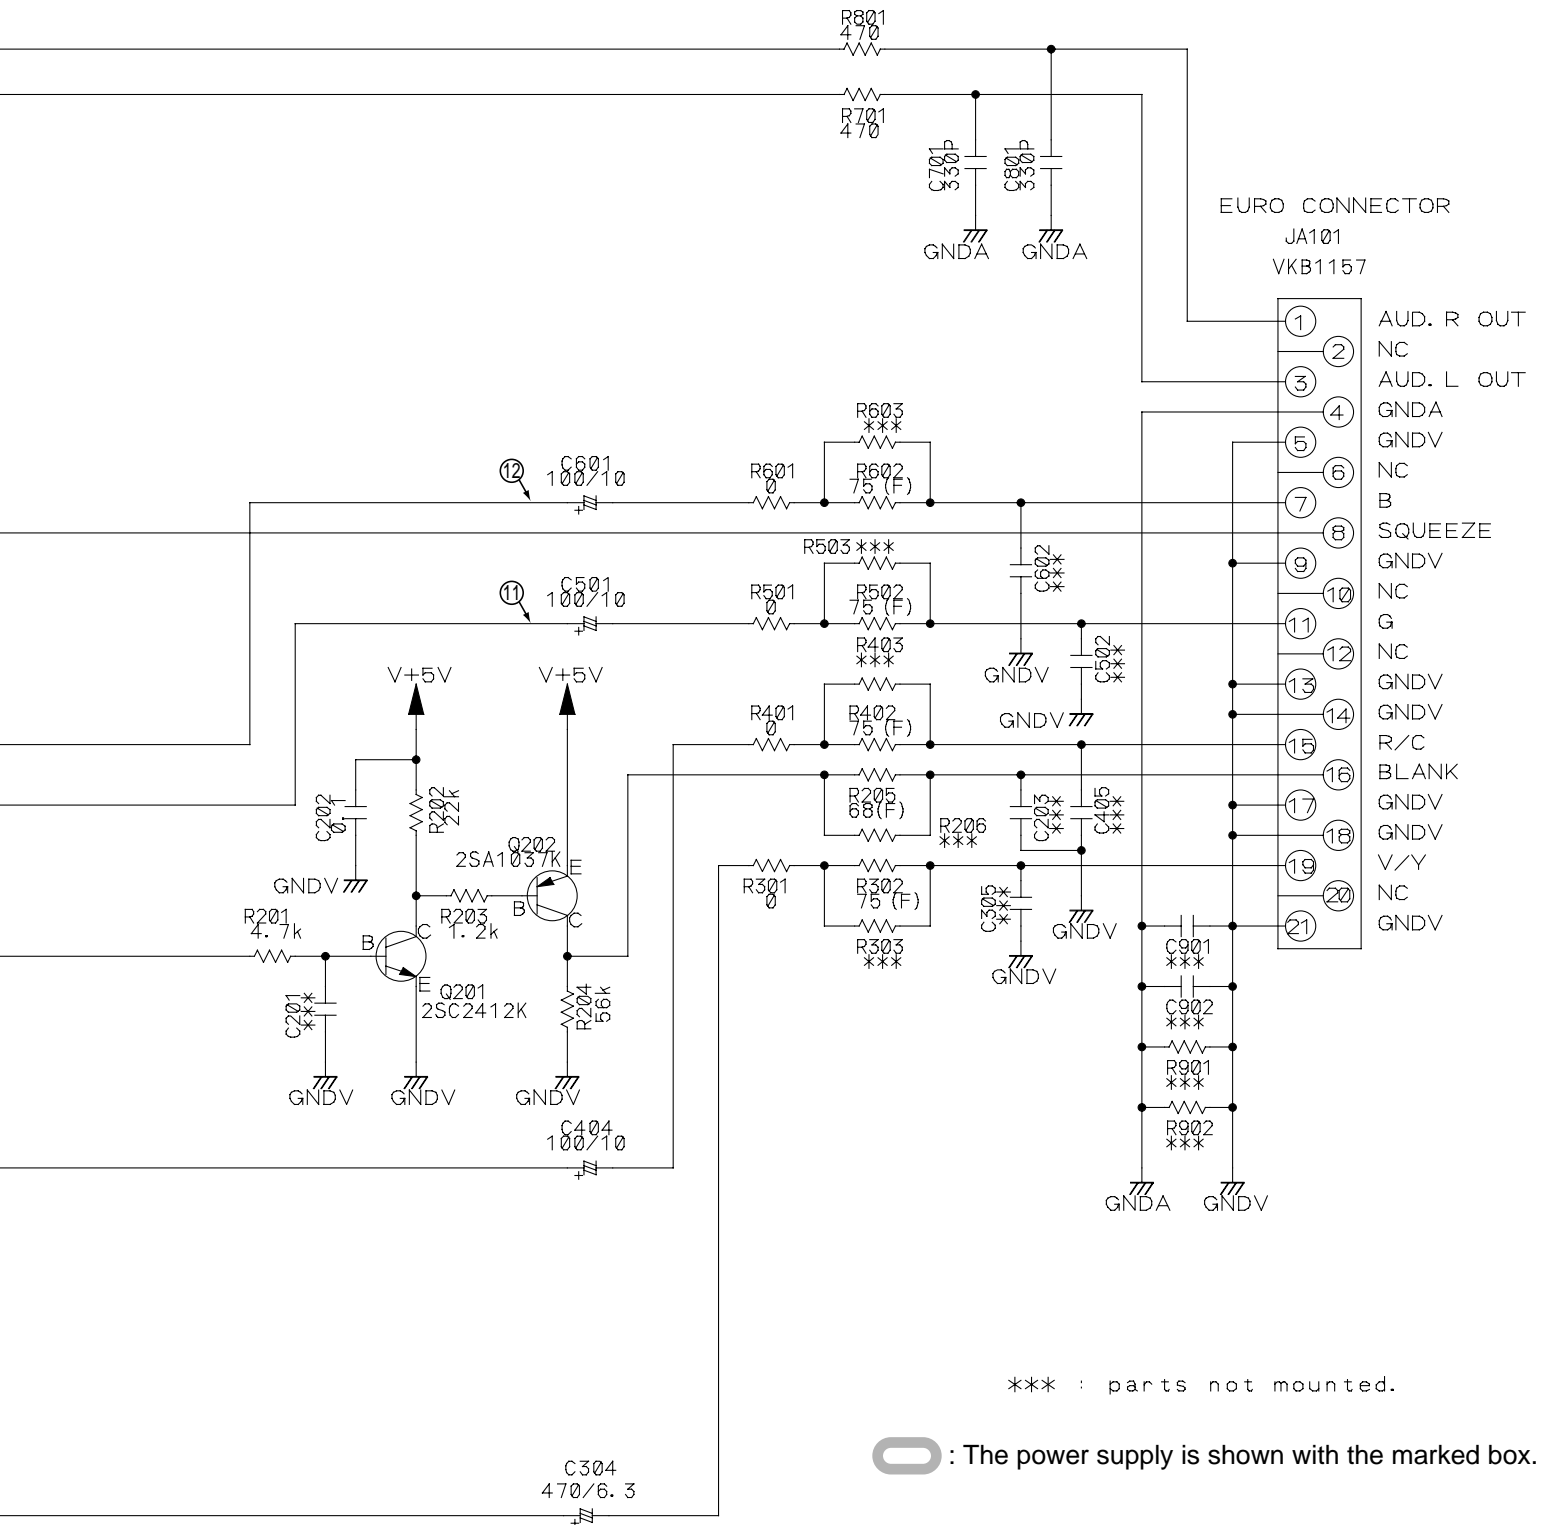 R801
470
R701
470
C701
330P
C801
330P
GNDA
GNDA
EURO CONNECTOR
JA101
VKB1157
1 AUD. R OUT
2 NC
3 AUD. L OUT
4 GNDA
5 GNDV
6 NC
7 B
8 SQUEEZE
9 GNDV
10 NC
11 G
12 NC
13 GNDV
14 GNDV
15 R/C
16 BLANK
17 GNDV
18 GNDV
19 V/Y
20 NC
21 GNDV
R603
***
12
C601
100/10
+
R601
0
R602
75 (F)
R503 ***
C602
***
11
C501
100/10
+
R501
0
R502
75 (F)
GNDV
C502
***
GNDV
R403
***
V+5V
V+5V
R401
0
R402
75 (F)
C202
0.1
R202
22k
R205
68(F)
R206
***
C203
***
C405
***
Q202
2SA1037K
E
B
C
GNDV
R203
1.2k
R201
4.7k
R301
0
R302
75 (F)
R303
***
C305
***
GNDV
GNDV
B
C
E
Q201
2SC2412K
C201
***
R204
56k
GNDV
GNDV
GNDV
C901
***
C902
***
R901
***
R902
***
GNDA
GNDV
C404
100/10
+
*** : parts not mounted.
: The power supply is shown with the marked box.
C304
470/6.3
+